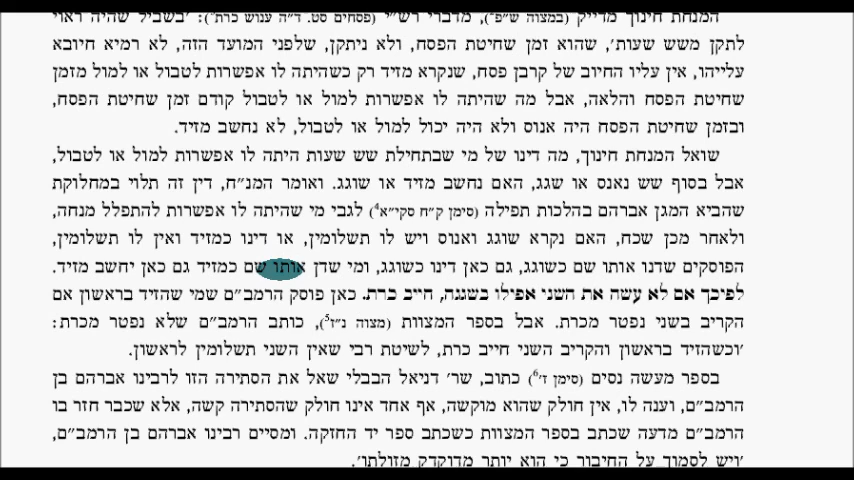 המנחת חינוך מדייק (במצוה ש״פ), מדברי רש״י (פסחים סט. ד״ה ענוש כרת): ׳בשביל שהיה ראוי
לתקן משש שעות׳, שהוא זמן שחיטת הפסח, ולא ניתקן, שלפני המועד הזה, לא רמיא חיובא
עלייהו, אין עליו החיוב של קרבן פסח, שנקרא מזיד רק כשהיתה לו אפשרות לטבול או למול מזמן
שחיטת הפסח והלאה, אבל מה שהיתה לו אפשרות למול או לטבול קודם זמן שחיטת הפסח,
ובזמן שחיטת הפסח היה אנוס ולא היה יכול למול או לטבול, לא נחשב מזיד.
שואל המנחת חינוך, מה דינו של מי שבתחילת שש שעות היתה לו אפשרות למול או לטבול,
אבל בסוף שש נאנס או שגג, האם נחשב מזיד או שוגג. ואומר המנ״ח, דין זה תלוי במחלוקת
שהביא המגן אברהם בהלכות תפילה (סימן ק״ח סקי״א4) לגבי מי שהיתה לו אפשרות להתפלל מנחה,
ולאחר מכן שכח, האם נקרא שוגג ואנוס ויש לו תשלומין, או דינו כמזיד ואין לו תשלומין,
הפוסקים שדנו אותו שם כשוגג, גם כאן דינו כשוגג, ומי שדן אותו שם כמזיד גם כאן יחשב מזיד.
לפיכך אם לא עשה את השני אפילו בשגגה, חייב כרת. כאן פוסק הרמב״ם שמי שהזיד בראשון אם
הקריב בשני נפטר מכרת. אבל בספר המצוות (מצוה נ״ז5), כותב הרמב״ם שלא נפטר מכרת:
׳וכשהזיד בראשון והקריב השני חייב כרת, לשיטת רבי שאין השני תשלומין לראשון.
בספר מעשה נסים (סימן ז׳6) כתוב, שר׳ דניאל הבבלי שאל את הסתירה הזו לרבינו אברהם בן
הרמב״ם, וענה לו, אין חולק שהוא מוקשה, אף אחד אינו חולק שהסתירה קשה, אלא שכבר חזר בו
הרמב״ם מדעה שכתב בספר המצוות כשכתב ספר יד החזקה. ומסיים רבינו אברהם בן הרמב״ם,
׳ויש לסמוך על החיבור כי הוא יותר מדוקדק מזולתו׳.